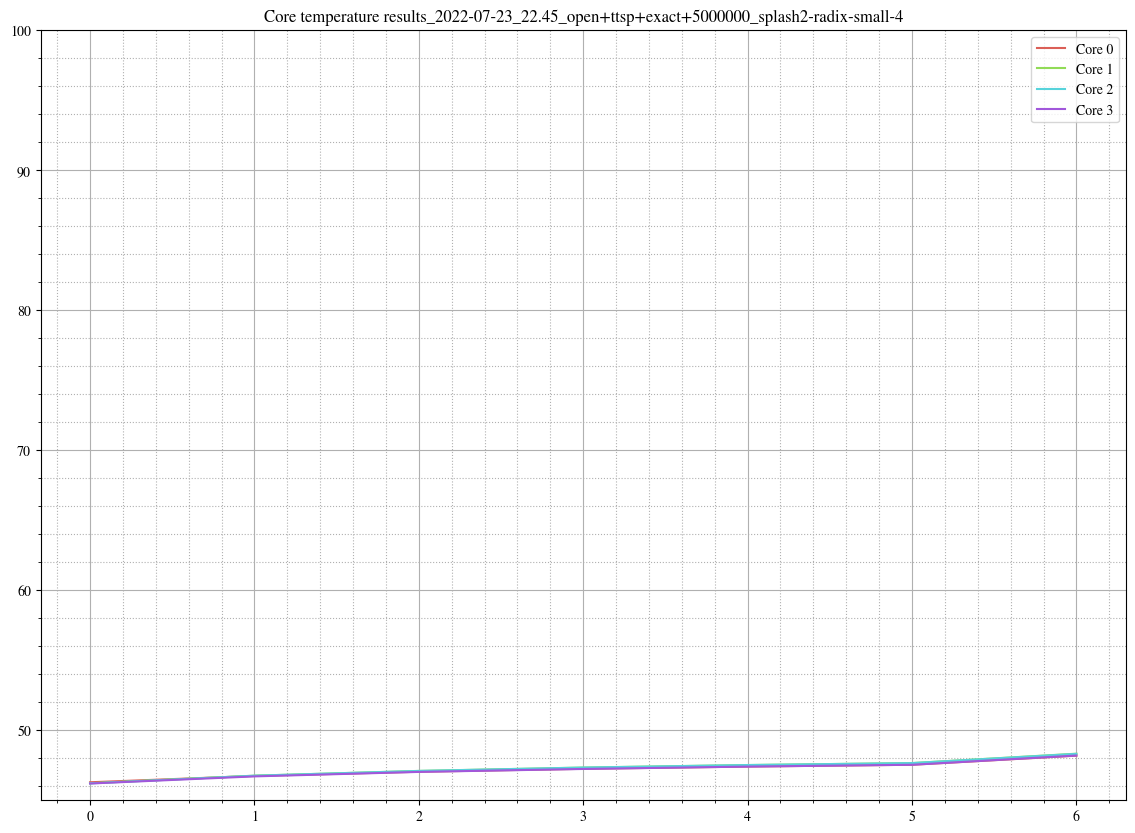 Core temperature results_2022-07-23_22.45_open+ttsp+exact+5000000_splash2-radix-small-4
Core 0
Core 1
Core 2
Core 3
100
90
80
70
60
50
0 1 2 3 4 5 6